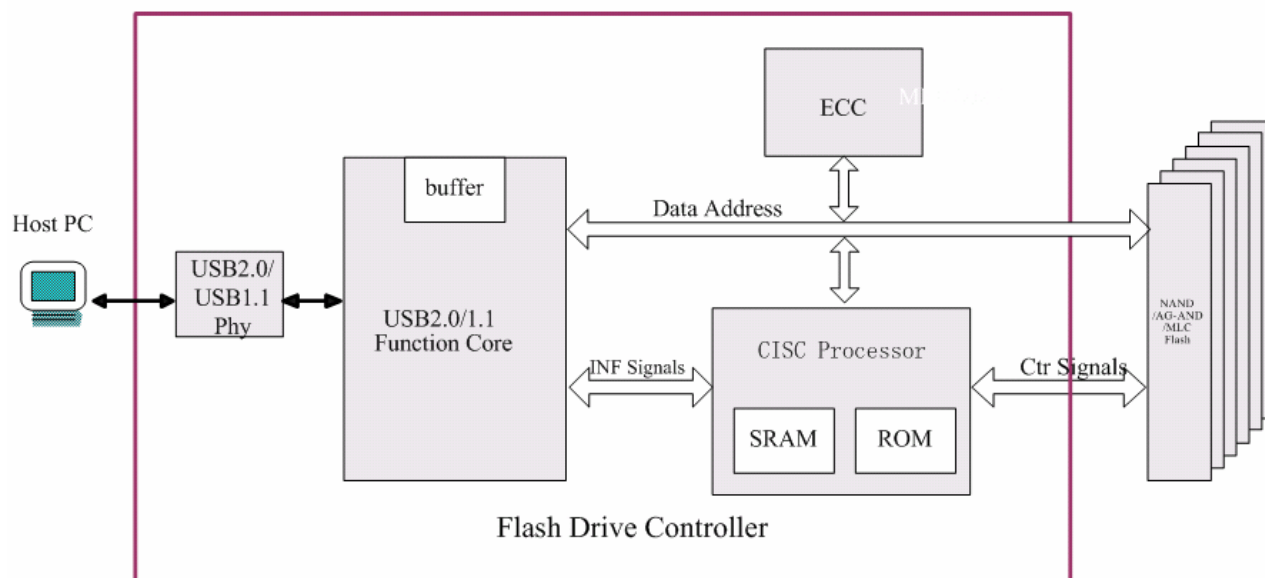 ECC
buffer
Data Address
Host PC
USB2.0/
USB1.1
Phy
USB2.0/1.1
Function Core
NAND
/AG-AND
/MLC
Flash
CISC Processor
INF Signals
Ctr Signals
SRAM
ROM
Flash Drive Controller